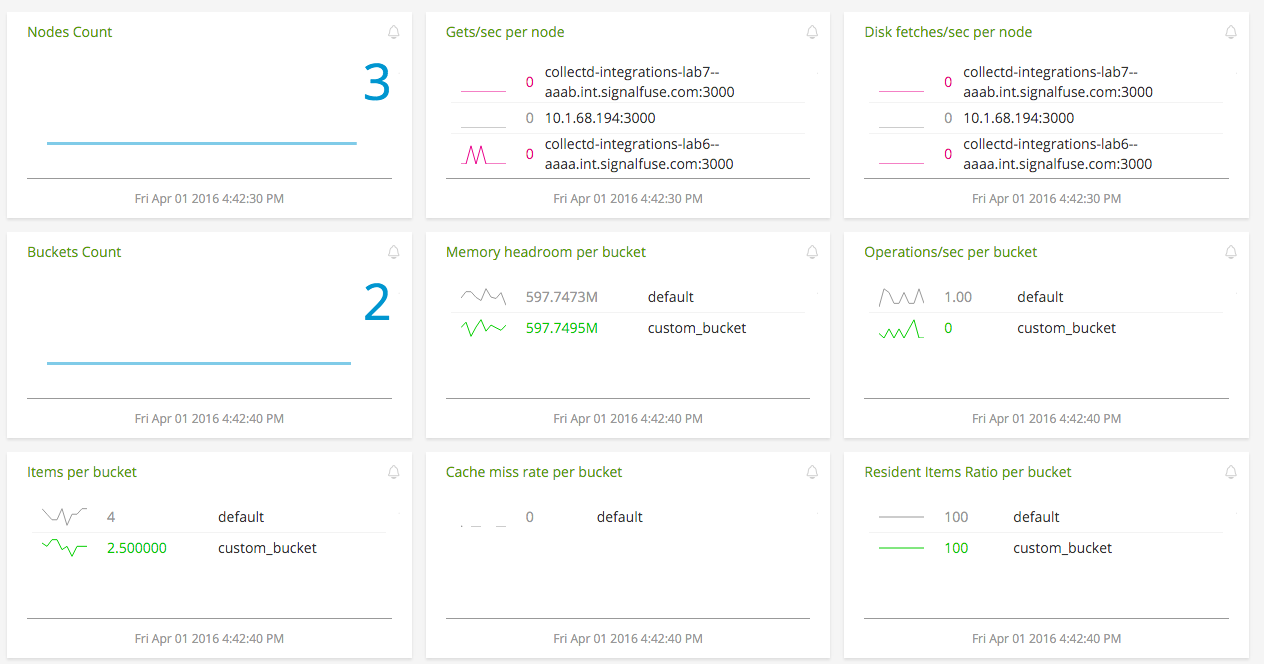 Nodes Count
3
Fri Apr 01 2016 4:42:30 PM
Gets/sec per node
0 collectd-integrations-lab7--
aaab.int.signalfuse.com:3000
0 10.1.68.194:3000
0 collectd-integrations-lab6--
aaaa.int.signalfuse.com:3000
Fri Apr 01 2016 4:42:30 PM
Disk fetches/sec per node
0 collectd-integrations-lab7--
aaab.int.signalfuse.com:3000
0 10.1.68.194:3000
0 collectd-integrations-lab6--
aaaa.int.signalfuse.com:3000
Fri Apr 01 2016 4:42:30 PM
Buckets Count
2
Fri Apr 01 2016 4:42:40 PM
Memory headroom per bucket
597.7473M default
597.7495M custom_bucket
Fri Apr 01 2016 4:42:40 PM
Operations/sec per bucket
1.00 default
0 custom_bucket
Fri Apr 01 2016 4:42:40 PM
Items per bucket
4 default
2.500000 custom_bucket
Fri Apr 01 2016 4:42:40 PM
Cache miss rate per bucket
0 default
Fri Apr 01 2016 4:42:40 PM
Resident Items Ratio per bucket
100 default
100 custom_bucket
Fri Apr 01 2016 4:42:40 PM